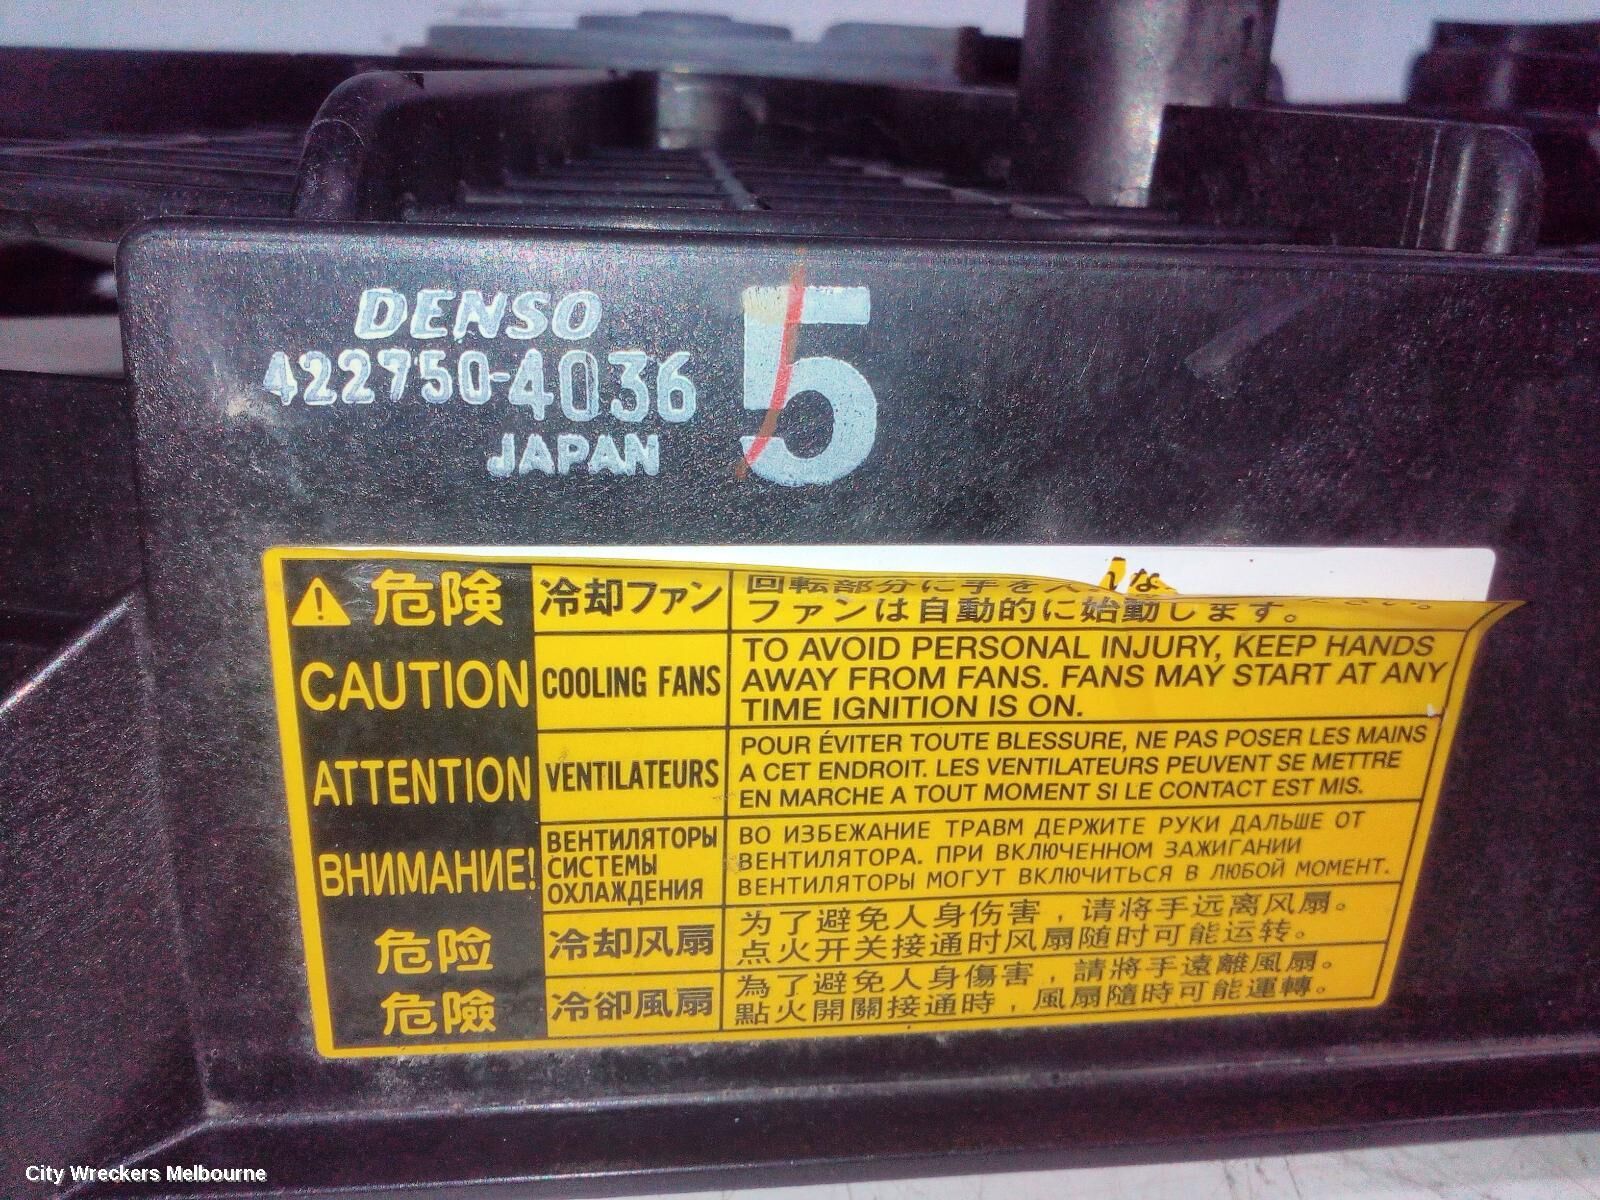 DENSO
422750-4036
JAPAN
5
危険
冷却ファン
回転部分に手を
ファンは自動的に始動します。
CAUTION
COOLING FANS
TO AVOID PERSONAL INJURY, KEEP HANDS
AWAY FROM FANS. FANS MAY START AT ANY
TIME IGNITION IS ON.
ATTENTION
VENTILATEURS
POUR ÉVITER TOUTE BLESSURE, NE PAS POSER LES MAINS
A CET ENDROIT. LES VENTILATEURS PEUVENT SE METTRE
EN MARCHE A TOUT MOMENT SI LE CONTACT EST MIS.
ВНИМАНИЕ!
ВЕНТИЛЯТОРЫ
СИСТЕМЫ
ОХЛАЖДЕНИЯ
ВО ИЗБЕЖАНИЕ ТРАВМ ДЕРЖИТЕ РУКИ ДАЛЬШЕ ОТ
ВЕНТИЛЯТОРА. ПРИ ВКЛЮЧЕННОМ ЗАЖИГАНИИ
ВЕНТИЛЯТОРЫ МОГУТ ВКЛЮЧИТЬСЯ В ЛЮБОЙ МОМЕНТ.
危险
冷却风扇
为了避免人身伤害，请将手远离风扇。
点火开关接通时风扇随时可能运转。
危險
冷卻風扇
為了避免人身傷害，請將手遠離風扇。
點火開關接通時，風扇隨時可能運轉。
City Wreckers Melbourne